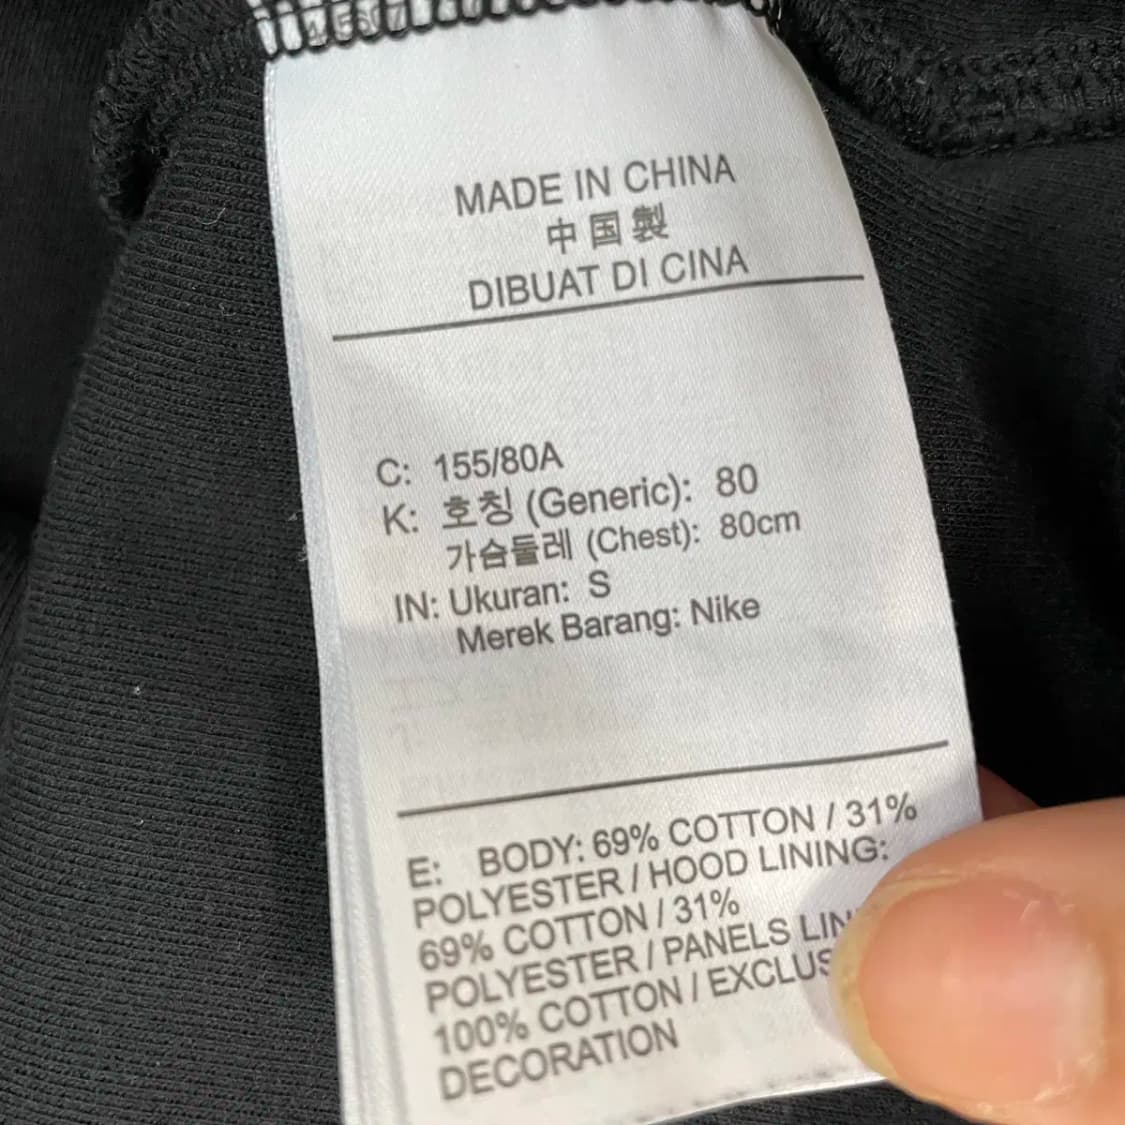 MADE IN CHINA
中国製
DIBUAT DI CINA
C: 155/80A
K: 호칭 (Generic): 80
가슴둘레 (Chest): 80cm
IN: Ukuran: S
Merek Barang: Nike
E: BODY: 69% COTTON / 31%
POLYESTER / HOOD LINING:
69% COTTON / 31%
POLYESTER / PANELS
100% COTTON /
DECORATION